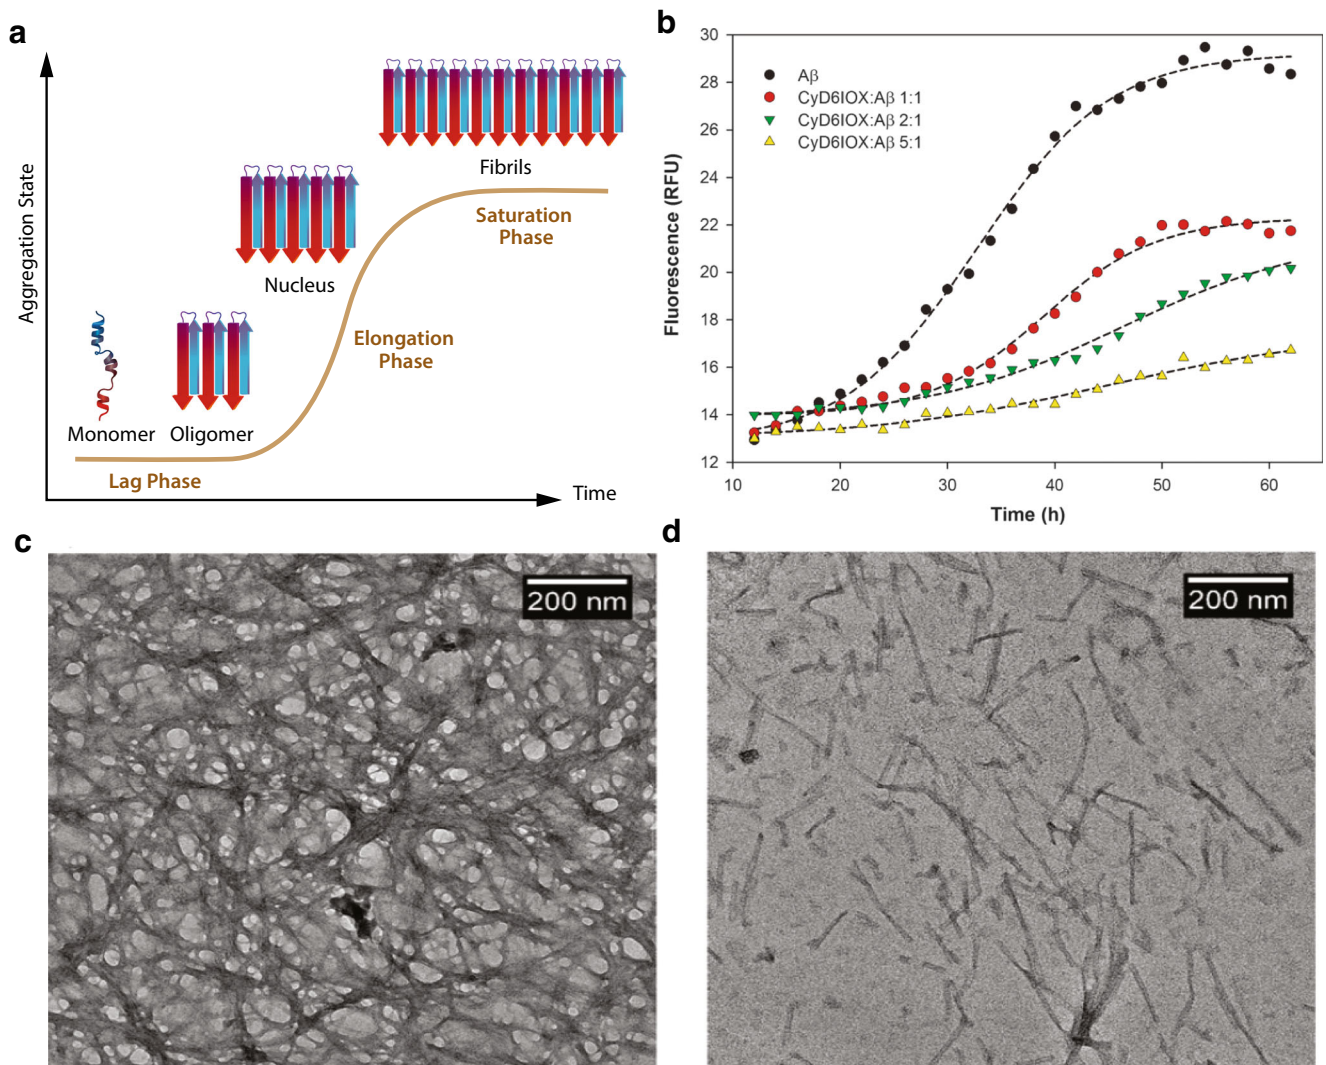 a
Aggregation State
Fibrils
Saturation
Phase
Nucleus
Elongation
Phase
Monomer
Oligomer
Lag Phase
Time
b
Fluorescence (RFU)
30
28
26
24
22
20
18
16
14
12
Aβ
CyD6IOX:Aβ 1:1
CyD6IOX:Aβ 2:1
CyD6IOX:Aβ 5:1
10 20 30 40 50 60
Time (h)
c
200 nm
d
200 nm